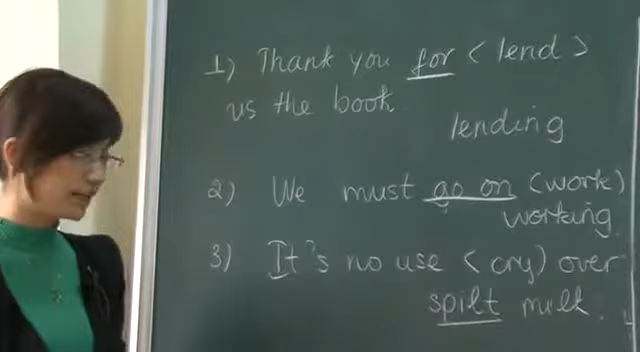 1) Thank you for <lend>
us the book.
lending
2) We must go on (work)
working
3) It's no use <cry) over
spilt milk.